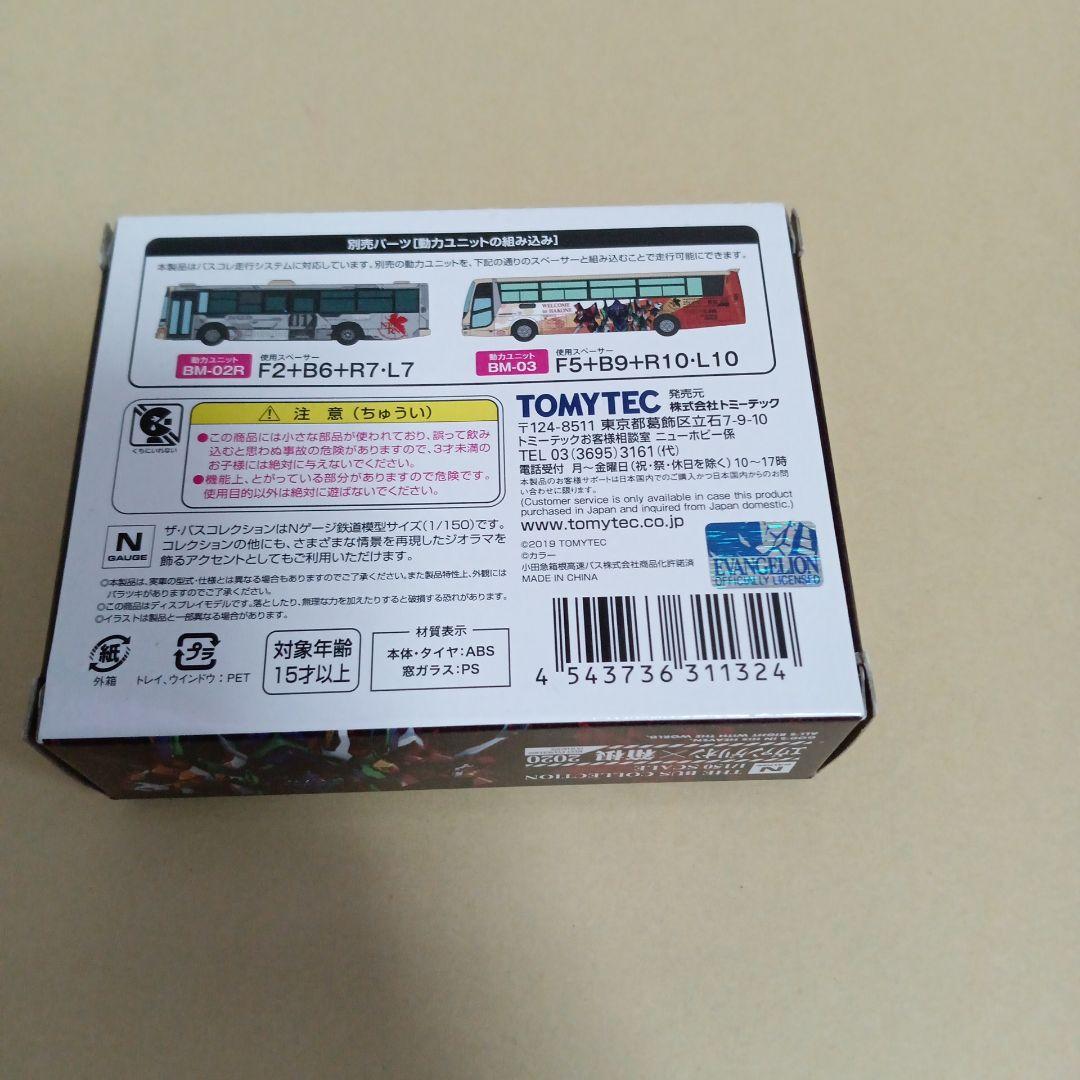 別売パーツ[動力ユニットの組み込み]
本製品はバスコレ走行システムに対応しています。別売の動力ユニットを、下記の通りのスペーサーと組み込むことで走行可能にできます。
WELCOME
to HAKONE
動力ユニット
BM-02R
使用スペーサー
F2+B6+R7・L7
動力ユニット
BM-03
使用スペーサー
F5+B9+R10・L10
くちにいれない
注 意(ちゅうい)
●この商品には小さな部品が使われており、誤って飲み
込むと思わぬ事故の危険がありますので、3才未満の
お子様には絶対に与えないでください。
●機能上、とがっている部分がありますので危険です。
使用目的以外は絶対に遊ばないでください。
N
GAUGE
ザ・バスコレクションはNゲージ鉄道模型サイズ(1/150)です。
コレクションの他にも、さまざまな情景を再現したジオラマを
飾るアクセントとしてもご利用いただけます。
◎本製品は、実車の型式・仕様とは異なる場合もありますのでご了承ください。また製品特性上、外観には
バラツキがありますのでご了承ください。
◎この商品はディスプレイモデルです。落としたり、無理な力を加えたりすると破損する恐れがあります。
◎イラストは製品と一部異なる場合があります。
紙
外箱
プラ
トレイ、ウインドウ:PET
対象年齢
15才以上
材質表示
本体・タイヤ:ABS
窓ガラス:PS
TOMYTEC
発売元
株式会社トミーテック
〒124-8511 東京都葛飾区立石7-9-10
トミーテックお客様相談室 ニューホビー係
TEL 03(3695)3161(代)
電話受付 月〜金曜日(祝・祭・休日を除く)10〜17時
本製品のお客様サポートは日本国内でのご購入かつ日本国内からのお問
い合わせに限ります。
(Customer service is only available in case this product
purchased in Japan and inquired from Japan domestic.)
www.tomytec.co.jp
©2019 TOMYTEC
©カラー
小田急箱根高速バス株式会社商品化許諾済
MADE IN CHINA
EVANGELION
OFFICIALLY LICENSED
4 543736 311324
THE BUS COLLECTION
1/150 SCALE
エヴァンゲリオン×箱根 2020
GOD'S IN HIS HEAVEN.
ALL'S RIGHT WITH THE WORLD.
N